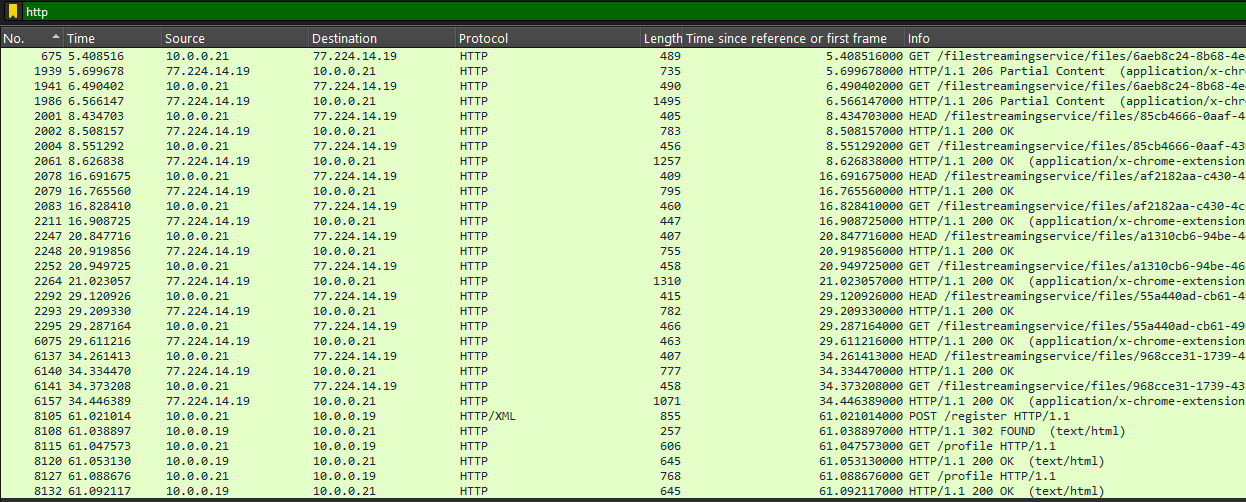 http
No. Time Source Destination Protocol Length Time since reference or first frame Info
675 5.408516 10.0.0.21 77.224.14.19 HTTP 489 5.408516000 GET /filestreamingservice/files/6aeb8c24-8b68-4e
1939 5.699678 77.224.14.19 10.0.0.21 HTTP 735 5.699678000 HTTP/1.1 206 Partial Content (application/x-chro
1941 6.490402 10.0.0.21 77.224.14.19 HTTP 490 6.490402000 GET /filestreamingservice/files/6aeb8c24-8b68-4e
1986 6.566147 77.224.14.19 10.0.0.21 HTTP 1495 6.566147000 HTTP/1.1 206 Partial Content (application/x-chro
2001 8.434703 10.0.0.21 77.224.14.19 HTTP 405 8.434703000 HEAD /filestreamingservice/files/85cb4666-0aaf-4
2002 8.508157 77.224.14.19 10.0.0.21 HTTP 783 8.508157000 HTTP/1.1 200 OK
2004 8.551292 10.0.0.21 77.224.14.19 HTTP 456 8.551292000 GET /filestreamingservice/files/85cb4666-0aaf-439
2061 8.626838 77.224.14.19 10.0.0.21 HTTP 1257 8.626838000 HTTP/1.1 200 OK (application/x-chrome-extension
2078 16.691675 10.0.0.21 77.224.14.19 HTTP 409 16.691675000 HEAD /filestreamingservice/files/af2182aa-c430-4
2079 16.765560 77.224.14.19 10.0.0.21 HTTP 795 16.765560000 HTTP/1.1 200 OK
2083 16.828410 10.0.0.21 77.224.14.19 HTTP 460 16.828410000 GET /filestreamingservice/files/af2182aa-c430-4c
2211 16.908725 77.224.14.19 10.0.0.21 HTTP 447 16.908725000 HTTP/1.1 200 OK (application/x-chrome-extension
2247 20.847716 10.0.0.21 77.224.14.19 HTTP 407 20.847716000 HEAD /filestreamingservice/files/a1310cb6-94be-4
2248 20.919856 77.224.14.19 10.0.0.21 HTTP 755 20.919856000 HTTP/1.1 200 OK
2252 20.949725 10.0.0.21 77.224.14.19 HTTP 458 20.949725000 GET /filestreamingservice/files/a1310cb6-94be-46
2264 21.023057 77.224.14.19 10.0.0.21 HTTP 1310 21.023057000 HTTP/1.1 200 OK (application/x-chrome-extension
2292 29.120926 10.0.0.21 77.224.14.19 HTTP 415 29.120926000 HEAD /filestreamingservice/files/55a440ad-cb61-4
2293 29.209330 77.224.14.19 10.0.0.21 HTTP 782 29.209330000 HTTP/1.1 200 OK
2295 29.287164 10.0.0.21 77.224.14.19 HTTP 466 29.287164000 GET /filestreamingservice/files/55a440ad-cb61-49
6075 29.611216 77.224.14.19 10.0.0.21 HTTP 463 29.611216000 HTTP/1.1 200 OK (application/x-chrome-extension
6137 34.261413 10.0.0.21 77.224.14.19 HTTP 407 34.261413000 HEAD /filestreamingservice/files/968cce31-1739-4
6140 34.334470 77.224.14.19 10.0.0.21 HTTP 777 34.334470000 HTTP/1.1 200 OK
6141 34.373208 10.0.0.21 77.224.14.19 HTTP 458 34.373208000 GET /filestreamingservice/files/968cce31-1739-43
6157 34.446389 77.224.14.19 10.0.0.21 HTTP 1071 34.446389000 HTTP/1.1 200 OK (application/x-chrome-extension
8105 61.021014 10.0.0.21 10.0.0.19 HTTP/XML 855 61.021014000 POST /register HTTP/1.1
8108 61.038897 10.0.0.19 10.0.0.21 HTTP 257 61.038897000 HTTP/1.1 302 FOUND (text/html)
8115 61.047573 10.0.0.21 10.0.0.19 HTTP 606 61.047573000 GET /profile HTTP/1.1
8120 61.053130 10.0.0.19 10.0.0.21 HTTP 645 61.053130000 HTTP/1.1 200 OK (text/html)
8127 61.088676 10.0.0.21 10.0.0.19 HTTP 768 61.088676000 GET /profile HTTP/1.1
8132 61.092117 10.0.0.19 10.0.0.21 HTTP 645 61.092117000 HTTP/1.1 200 OK (text/html)